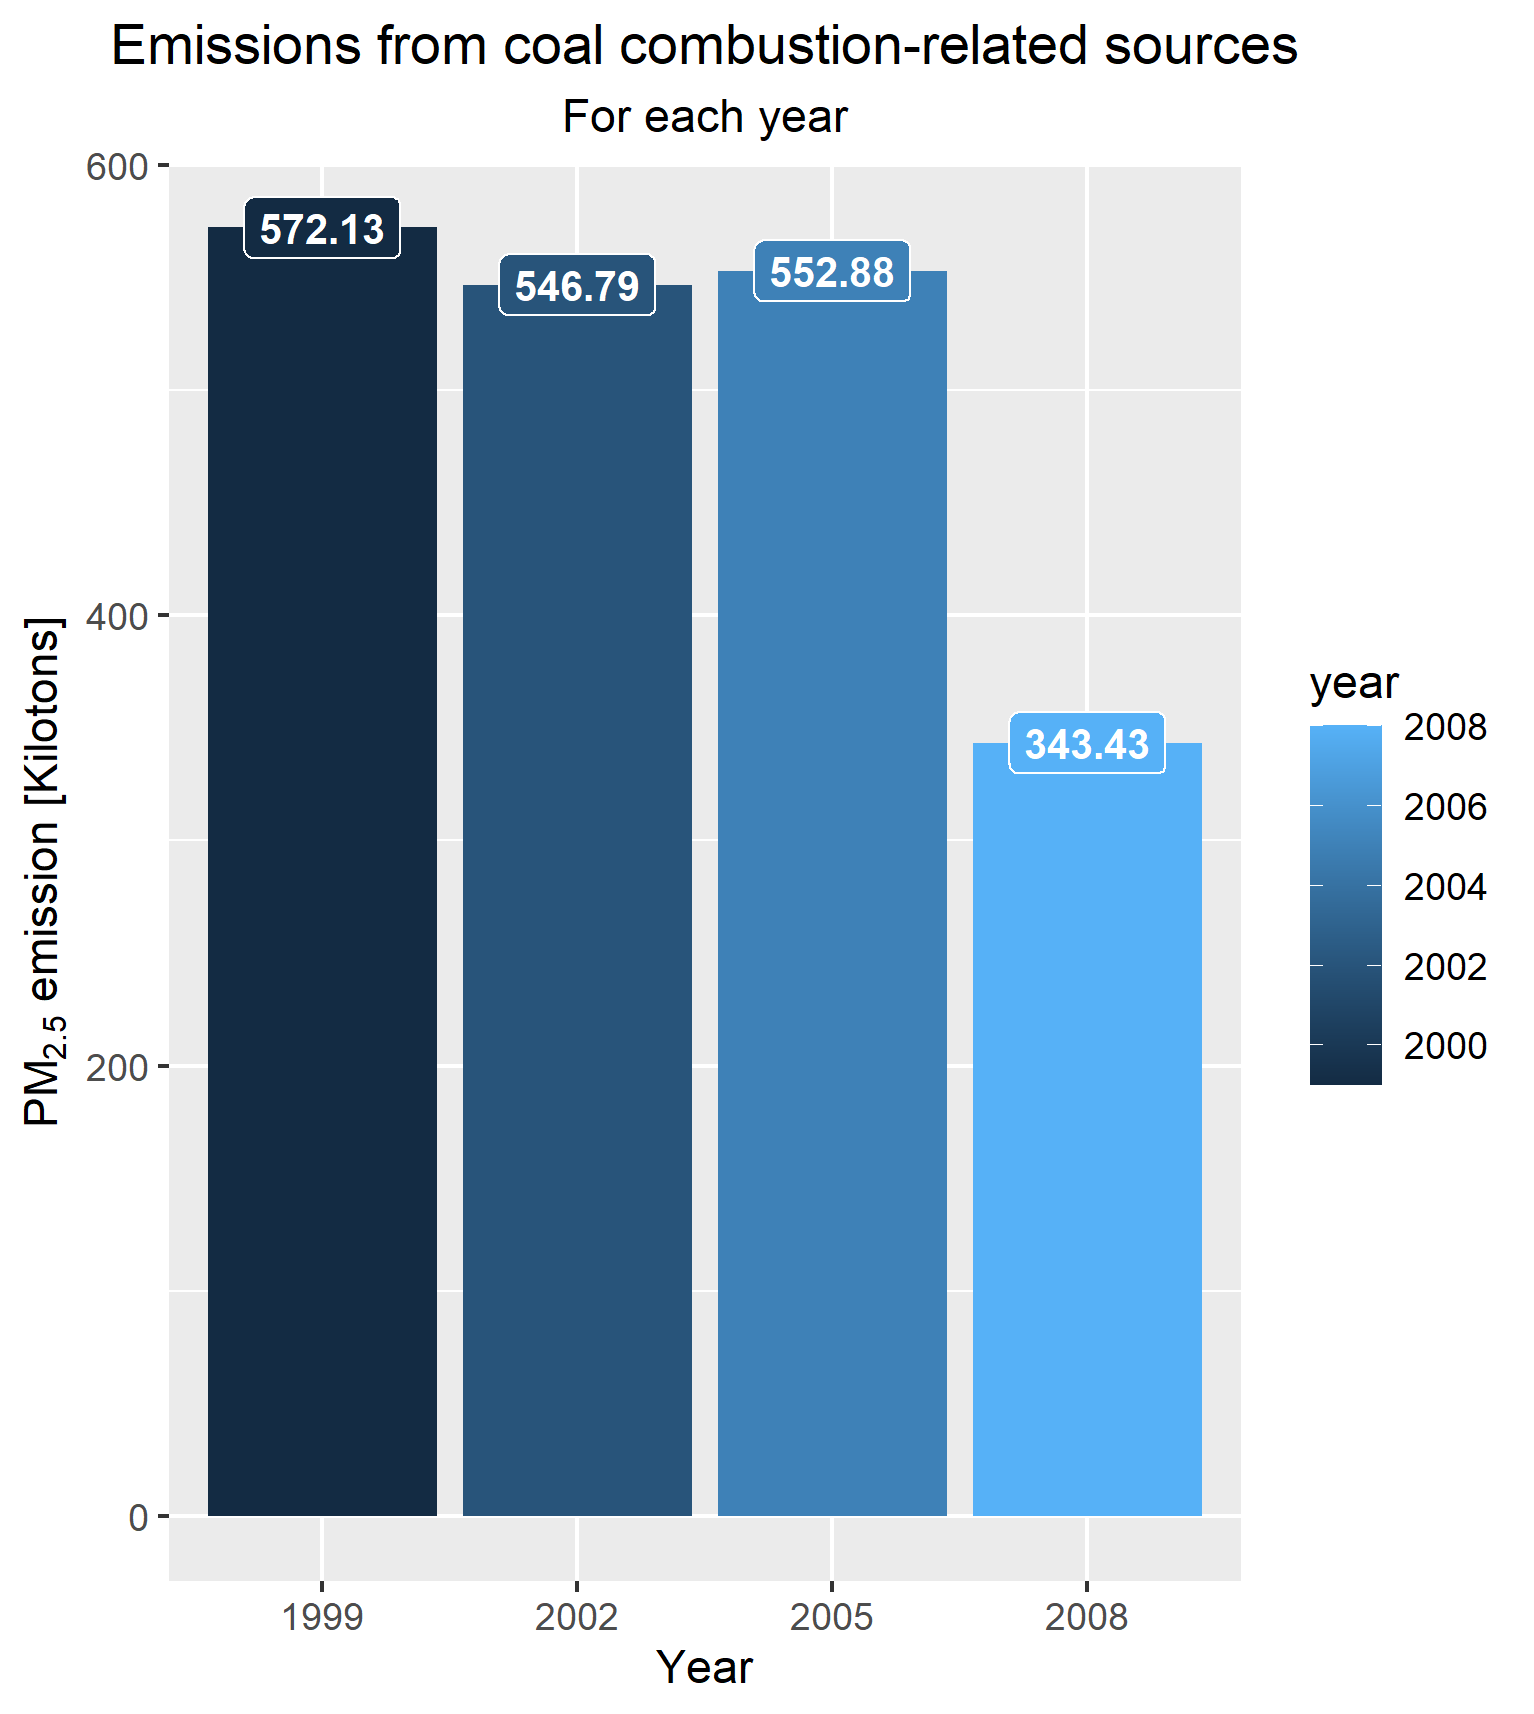 Emissions from coal combustion-related sources
For each year
PM2.5 emission [Kilotons]
600
400
200
0
572.13
546.79
552.88
343.43
1999 2002 2005 2008
Year
year
2008
2006
2004
2002
2000